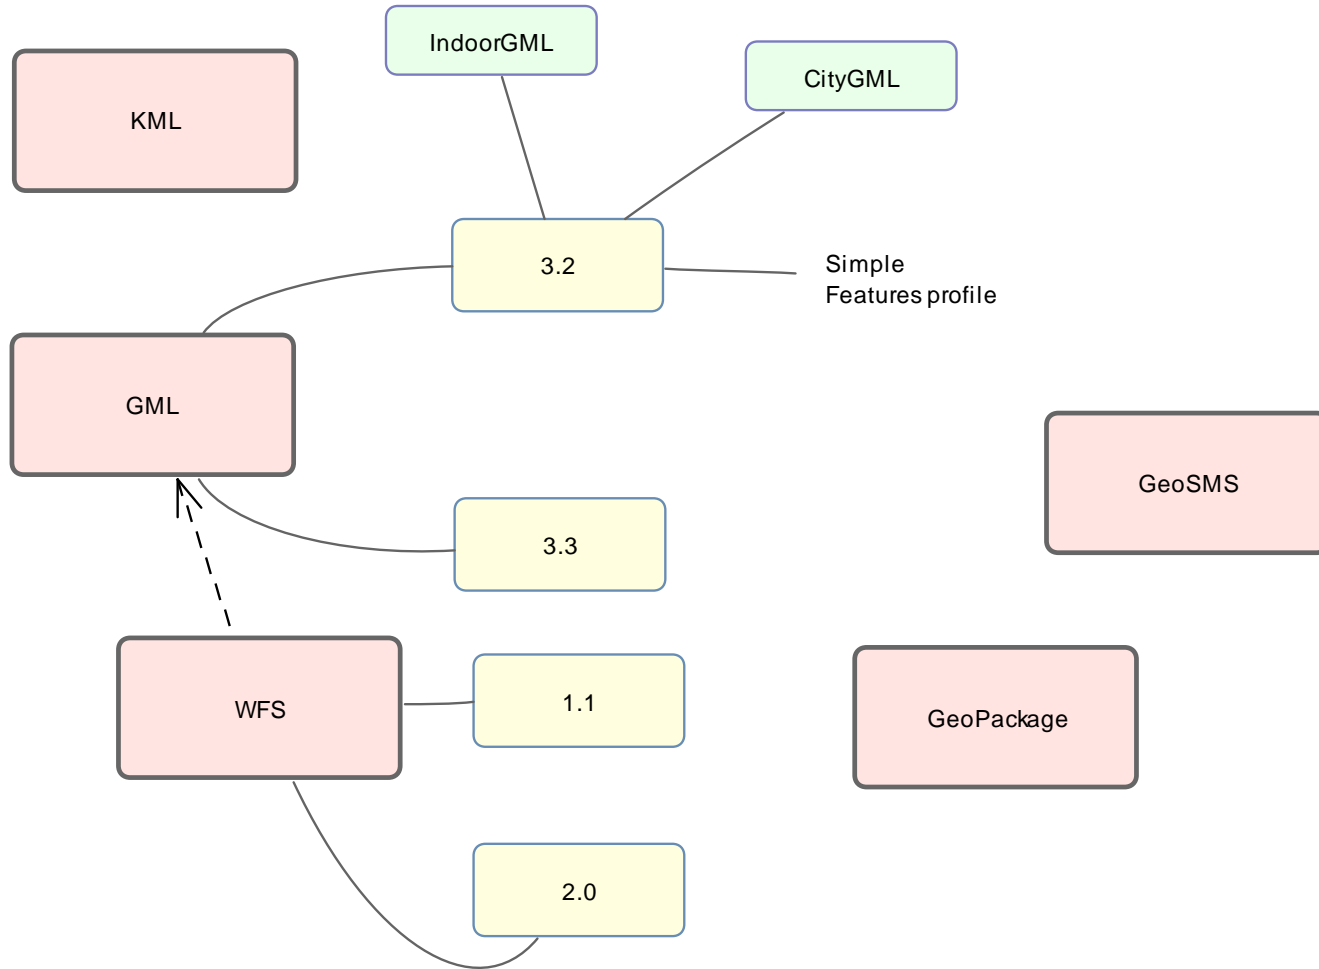 IndoorGML
CityGML
KML
3.2
Simple
Features profile
GML
GeoSMS
3.3
WFS
1.1
GeoPackage
2.0